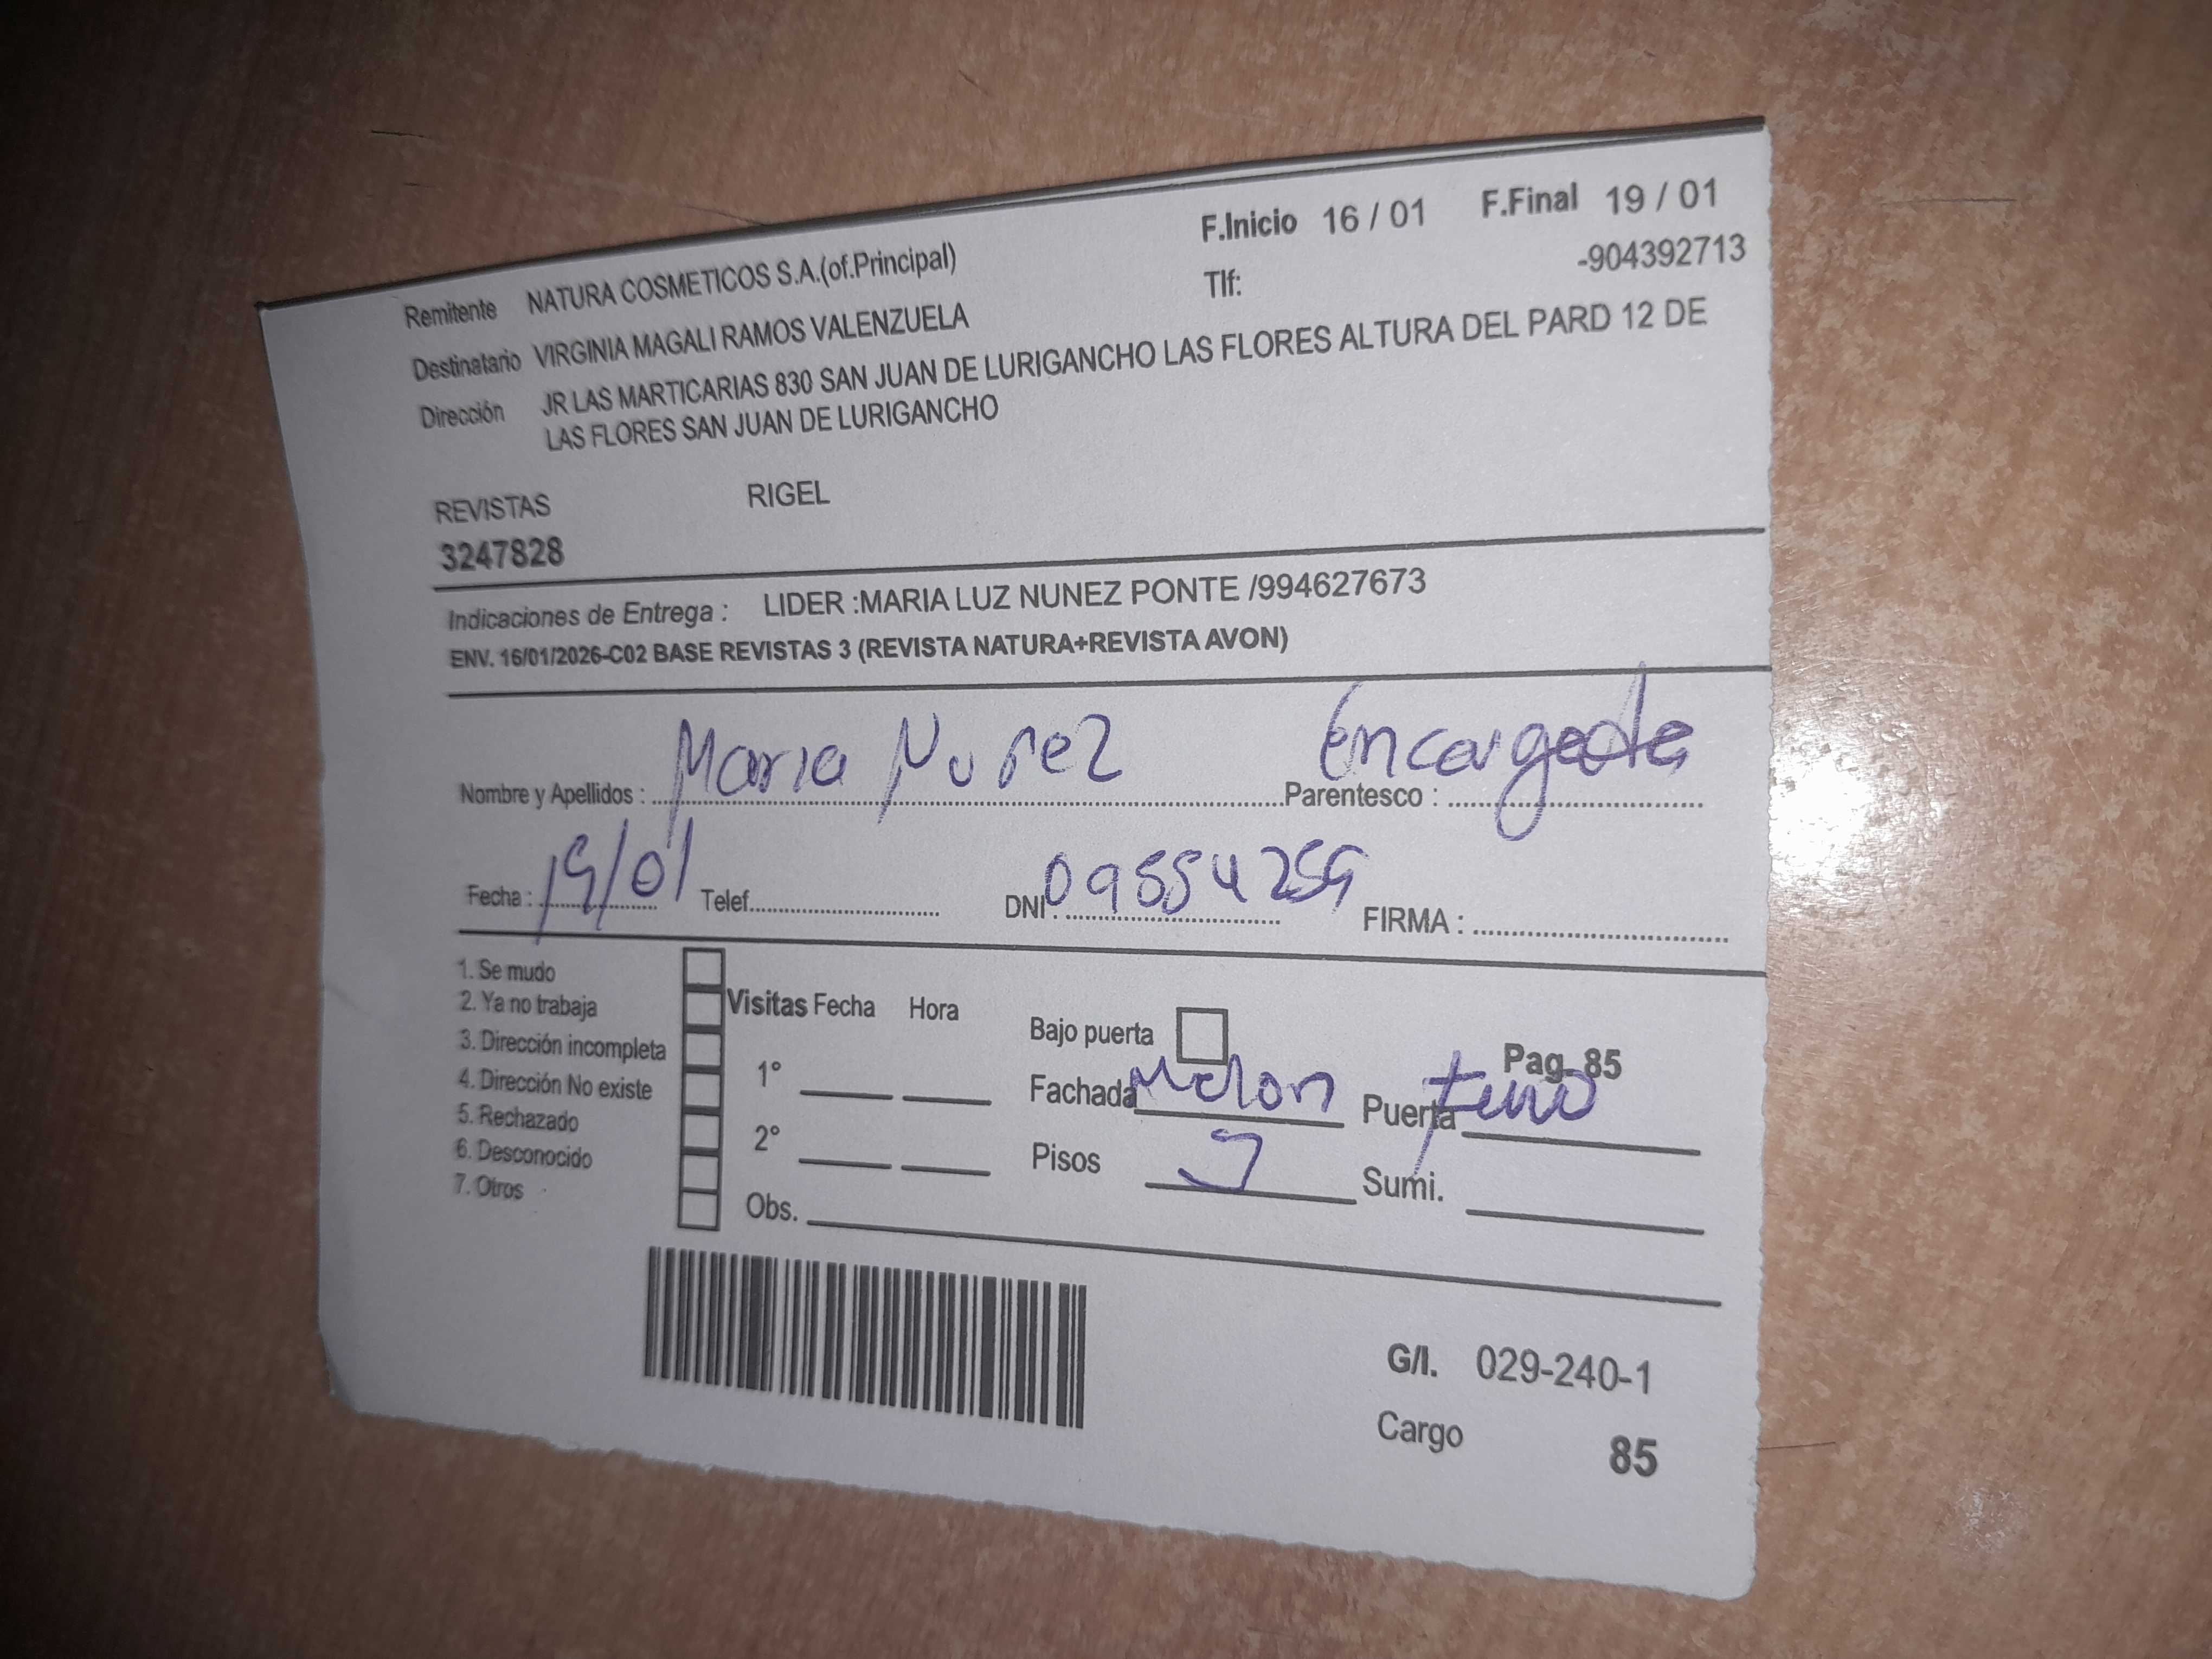 F.Inicio 16 / 01 F.Final 19 / 01
Remitente NATURA COSMETICOS S.A.(of.Principal) Tlf: -904392713
Destinatario VIRGINIA MAGALI RAMOS VALENZUELA
Dirección JR LAS MARTICARIAS 830 SAN JUAN DE LURIGANCHO LAS FLORES ALTURA DEL PARD 12 DE
LAS FLORES SAN JUAN DE LURIGANCHO
REVISTAS RIGEL
3247828
Indicaciones de Entrega : LIDER :MARIA LUZ NUNEZ PONTE /994627673
ENV. 16/01/2026-C02 BASE REVISTAS 3 (REVISTA NATURA+REVISTA AVON)
Nombre y Apellidos : Maria Nuñez Parentesco : Encargada
Fecha : 19/01 Telef. DNI : 09554259 FIRMA :
1. Se mudo
2. Ya no trabaja
3. Dirección incompleta
4. Dirección No existe
5. Rechazado
6. Desconocido
7. Otros
Visitas Fecha Hora
1°
2°
Obs.
Bajo puerta Pag. 85
Fachada Melon Puerta
Pisos Sumi.
G/I. 029-240-1
Cargo 85